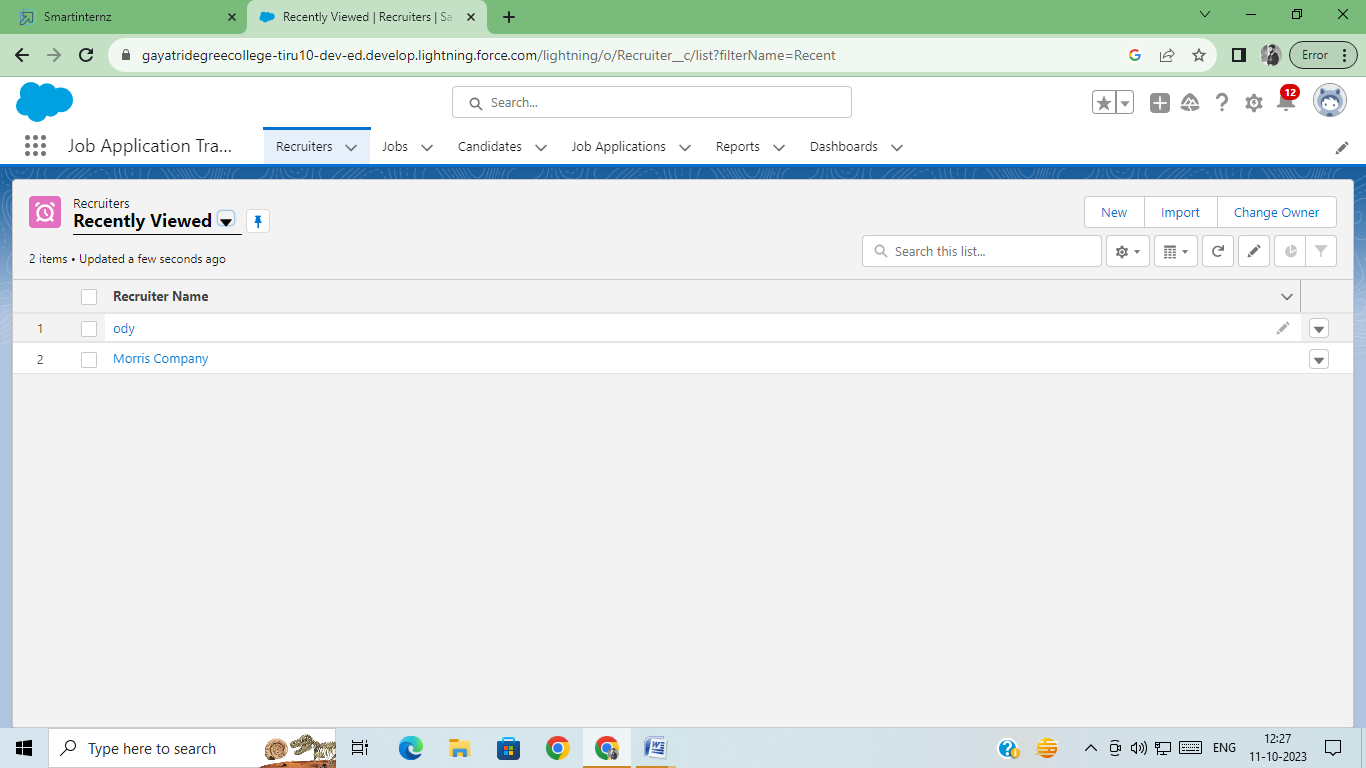 Smartinternz
Recently Viewed | Recruiters | Sa
gayatridegreecollege-tiru10-dev-ed.develop.lightning.force.com/lightning/o/Recruiter__c/list?filterName=Recent
Error
Search...
12
Job Application Tra...
Recruiters
Jobs
Candidates
Job Applications
Reports
Dashboards
Recruiters
Recently Viewed
New
Import
Change Owner
2 items • Updated a few seconds ago
Search this list...
Recruiter Name
1 ody
2 Morris Company
Type here to search
ENG
12:27
11-10-2023